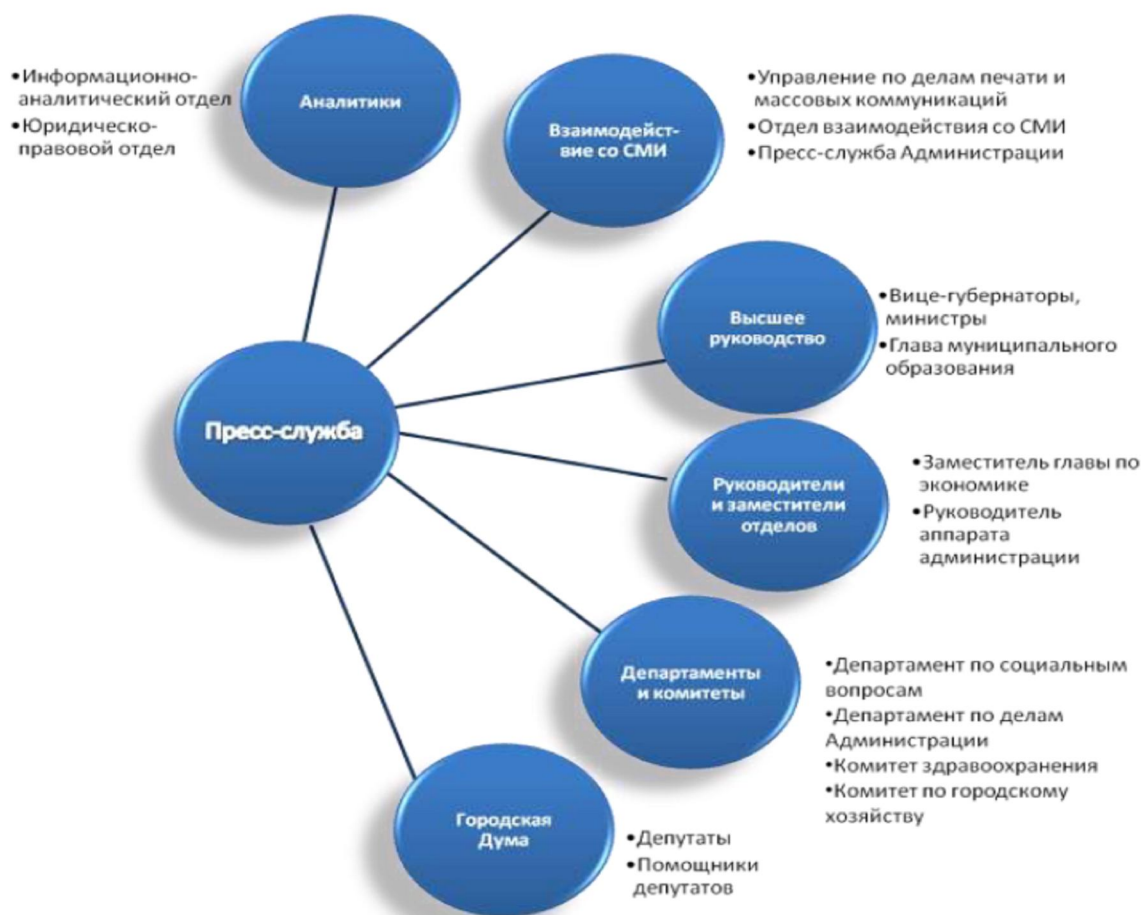 •Информационно-
аналитический отдел
•Юридическо-
правовой отдел
Аналитики
Взаимодейст-
вие со СМИ
•Управление по делам печати и
массовых коммуникаций
•Отдел взаимодействия со СМИ
•Пресс-служба Администрации
Высшее
руководство
•Вице-губернаторы,
министры
•Глава муниципального
образования
Пресс-служба
Руководители
и заместители
отделов
•Заместитель главы по
экономике
•Руководитель
аппарата
администрации
Департаменты
и комитеты
•Департамент по социальным
вопросам
•Департамент по делам
Администрации
•Комитет здравоохранения
•Комитет по городскому
хозяйству
Городская
Дума
•Депутаты
•Помощники
депутатов